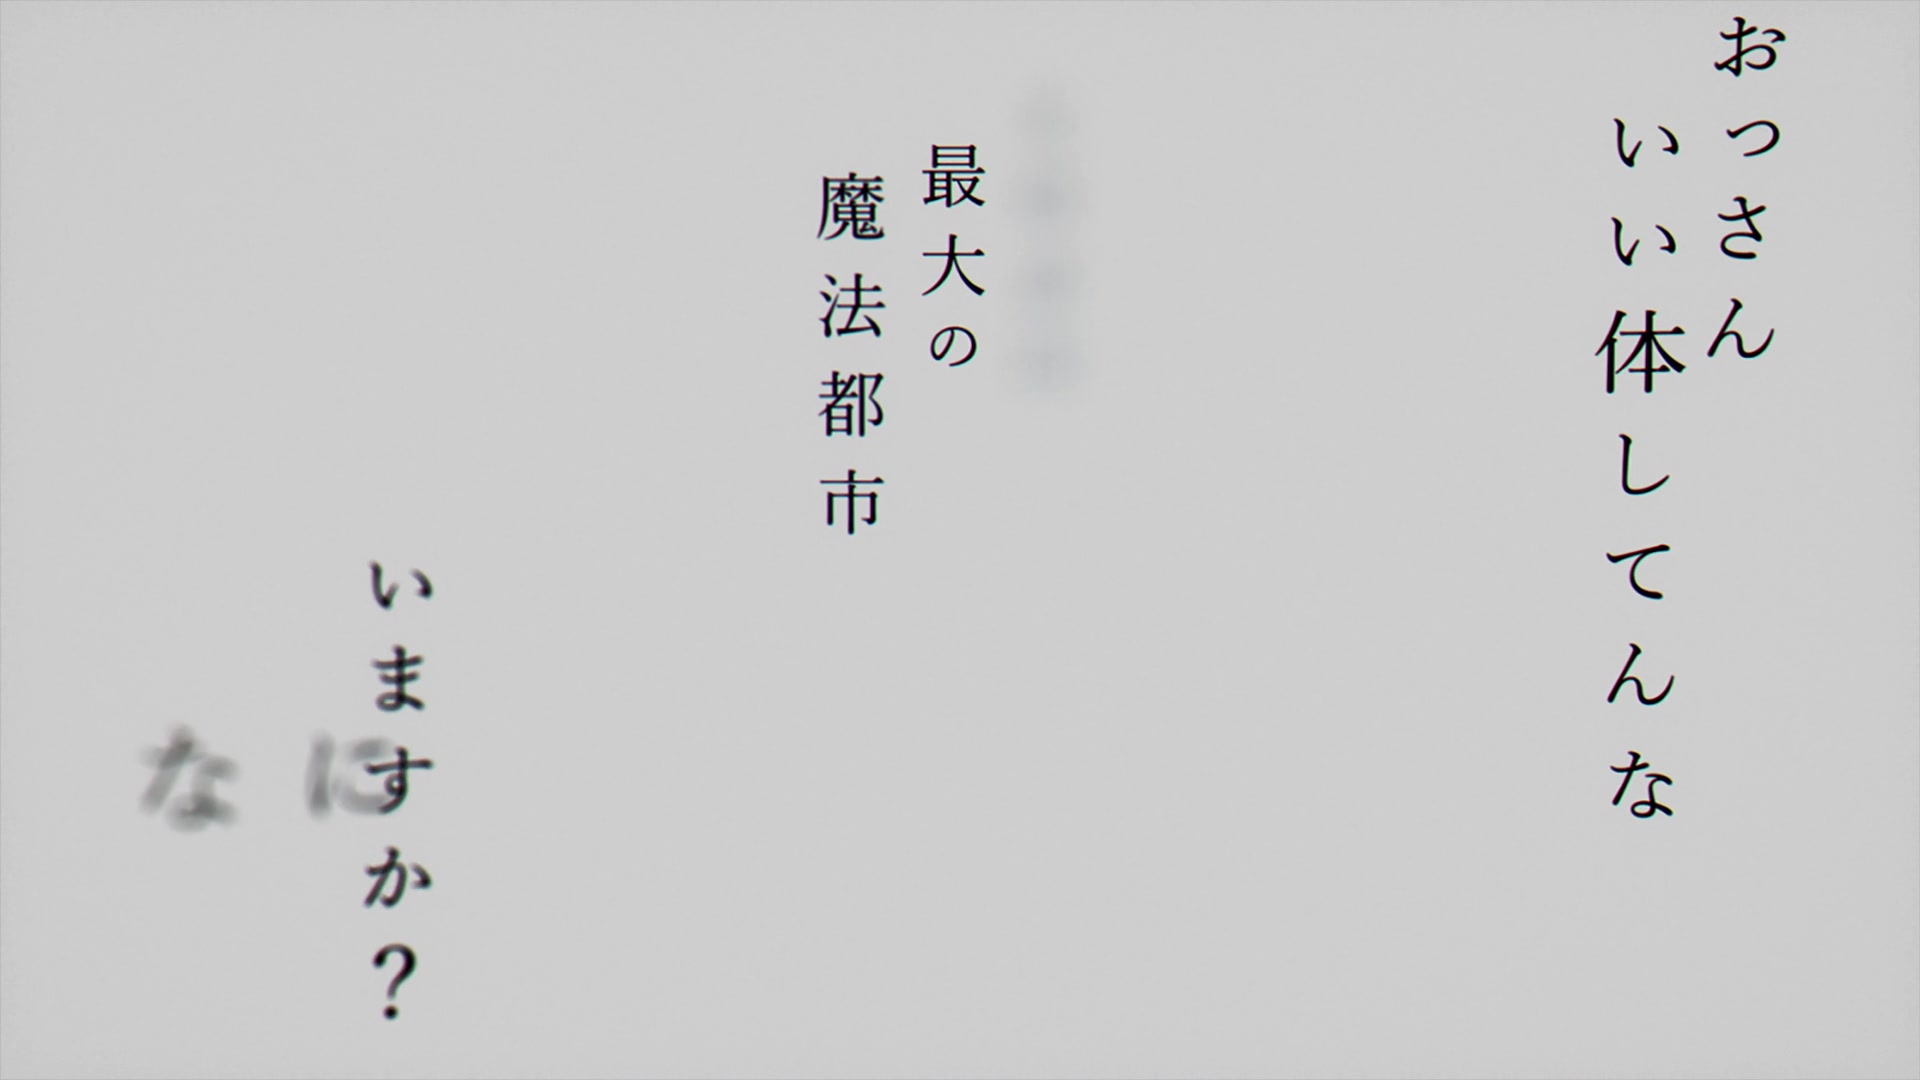 おっさん
いい体してんな
最大の
魔法都市
いますか？
なに